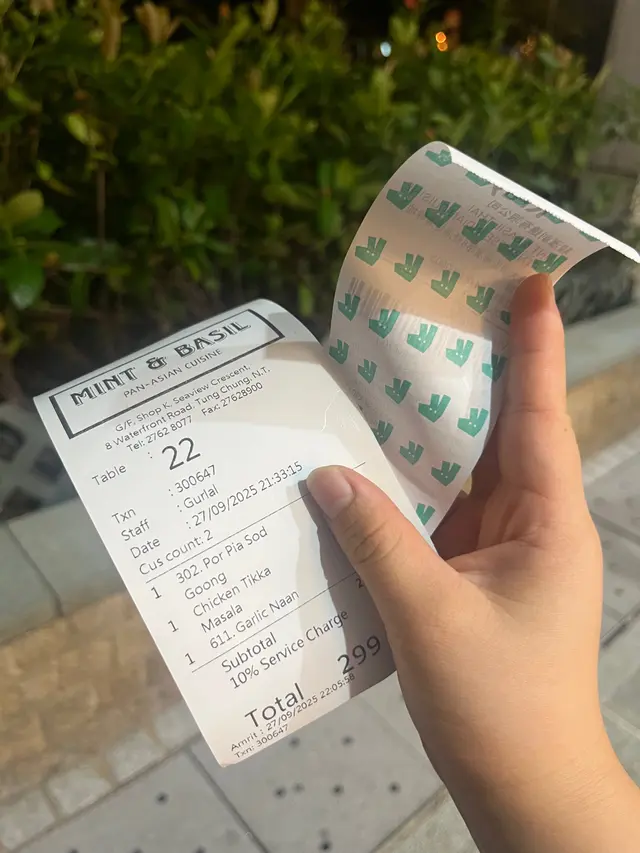 MINT & BASIL
PAN-ASIAN CUISINE
G/F, Shop K, Seaview Crescent,
8 Waterfront Road, Tung Chung, N.T.
Tel: 2762 8077 Fax: 27628900
Table : 22
Txn : 300647
Staff : Gurlal
Date : 27/09/2025 21:33:15
Cus count: 2
1 302. Por Pia Sod
Goong
1 Chicken Tikka
Masala
1 611. Garlic Naan
Subtotal
10% Service Charge
Total 299
Amrit : 27/09/2025 22:05:58
Txn: 300647